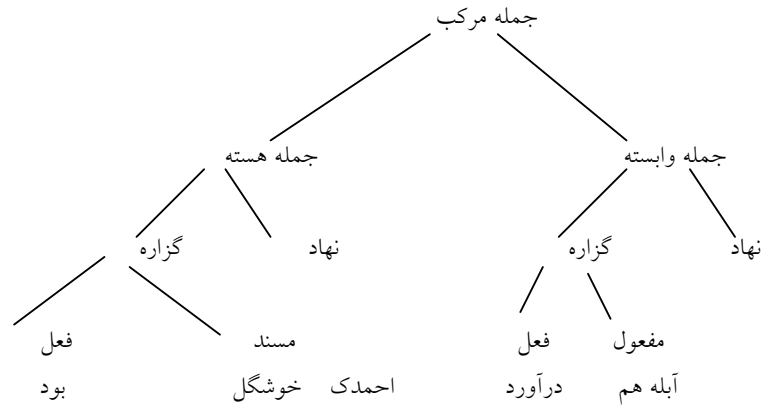 جمله مرکب
جمله وابسته جمله هسته
نهاد گزاره نهاد گزاره
مفعول فعل مسند فعل
آبله هم درآورد احمدک خوشگل بود